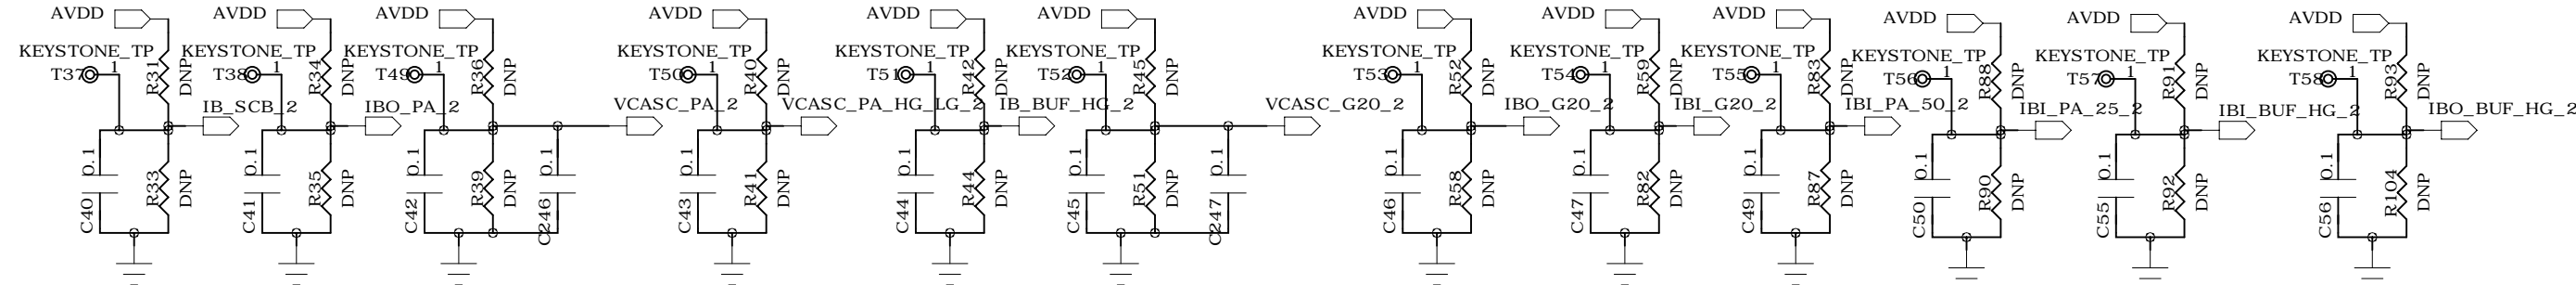 AVDD
KEYSTONE_TP
T37 1
R31 DNP
IB_SCB_2
0.1
C40
R33 DNP
AVDD
KEYSTONE_TP
T38 1
R34 DNP
IBO_PA_2
0.1
C41
R35 DNP
AVDD
KEYSTONE_TP
T49 1
R36 DNP
VCASC_PA_2
0.1
C42
R39 DNP
0.1
C246
AVDD
KEYSTONE_TP
T50 1
R40 DNP
VCASC_PA_HG_LG_2
0.1
C43
R41 DNP
AVDD
KEYSTONE_TP
T51 1
R42 DNP
IB_BUF_HG_2
0.1
C44
R44 DNP
AVDD
KEYSTONE_TP
T52 1
R45 DNP
VCASC_G20_2
0.1
C45
R51 DNP
0.1
C247
AVDD
KEYSTONE_TP
T53 1
R52 DNP
IBO_G20_2
0.1
C46
R58 DNP
AVDD
KEYSTONE_TP
T54 1
R59 DNP
IBI_G20_2
0.1
C47
R82 DNP
AVDD
KEYSTONE_TP
T55 1
R83 DNP
IBI_PA_50_2
0.1
C49
R87 DNP
AVDD
KEYSTONE_TP
T56 1
R88 DNP
IBI_PA_25_2
0.1
C50
R90 DNP
AVDD
KEYSTONE_TP
T57 1
R91 DNP
IBI_BUF_HG_2
0.1
C55
R92 DNP
AVDD
KEYSTONE_TP
T58 1
R93 DNP
IBO_BUF_HG_2
0.1
C56
R104 DNP